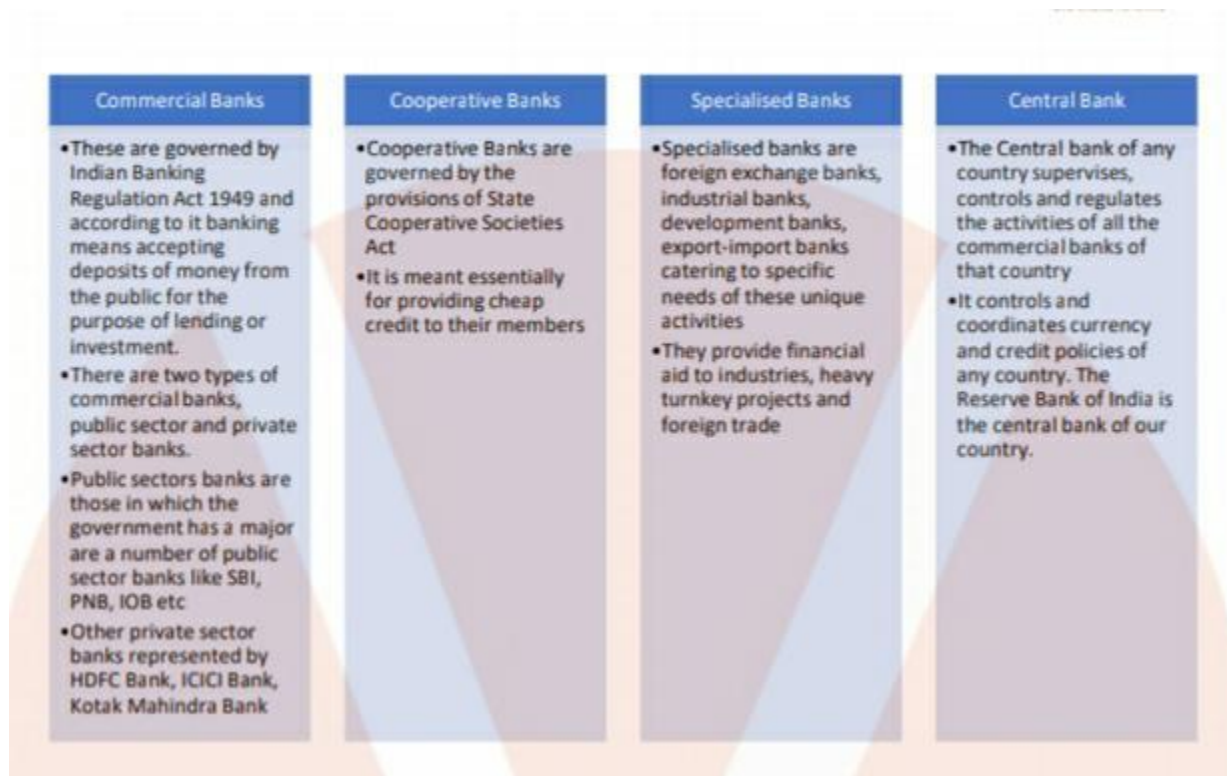 Commercial Banks
•These are governed by
Indian Banking
Regulation Act 1949 and
according to it banking
means accepting
deposits of money from
the public for the
purpose of lending or
investment.
•There are two types of
commercial banks,
public sector and private
sector banks.
•Public sectors banks are
those in which the
government has a major
are a number of public
sector banks like SBI,
PNB, IOB etc
•Other private sector
banks represented by
HDFC Bank, ICICI Bank,
Kotak Mahindra Bank
Cooperative Banks
•Cooperative Banks are
governed by the
provisions of State
Cooperative Societies
Act
•It is meant essentially
for providing cheap
credit to their members
Specialised Banks
•Specialised banks are
foreign exchange banks,
industrial banks,
development banks,
export-import banks
catering to specific
needs of these unique
activities
•They provide financial
aid to industries, heavy
turnkey projects and
foreign trade
Central Bank
•The Central bank of any
country supervises,
controls and regulates
the activities of all the
commercial banks of
that country
•It controls and
coordinates currency
and credit policies of
any country. The
Reserve Bank of India is
the central bank of our
country.